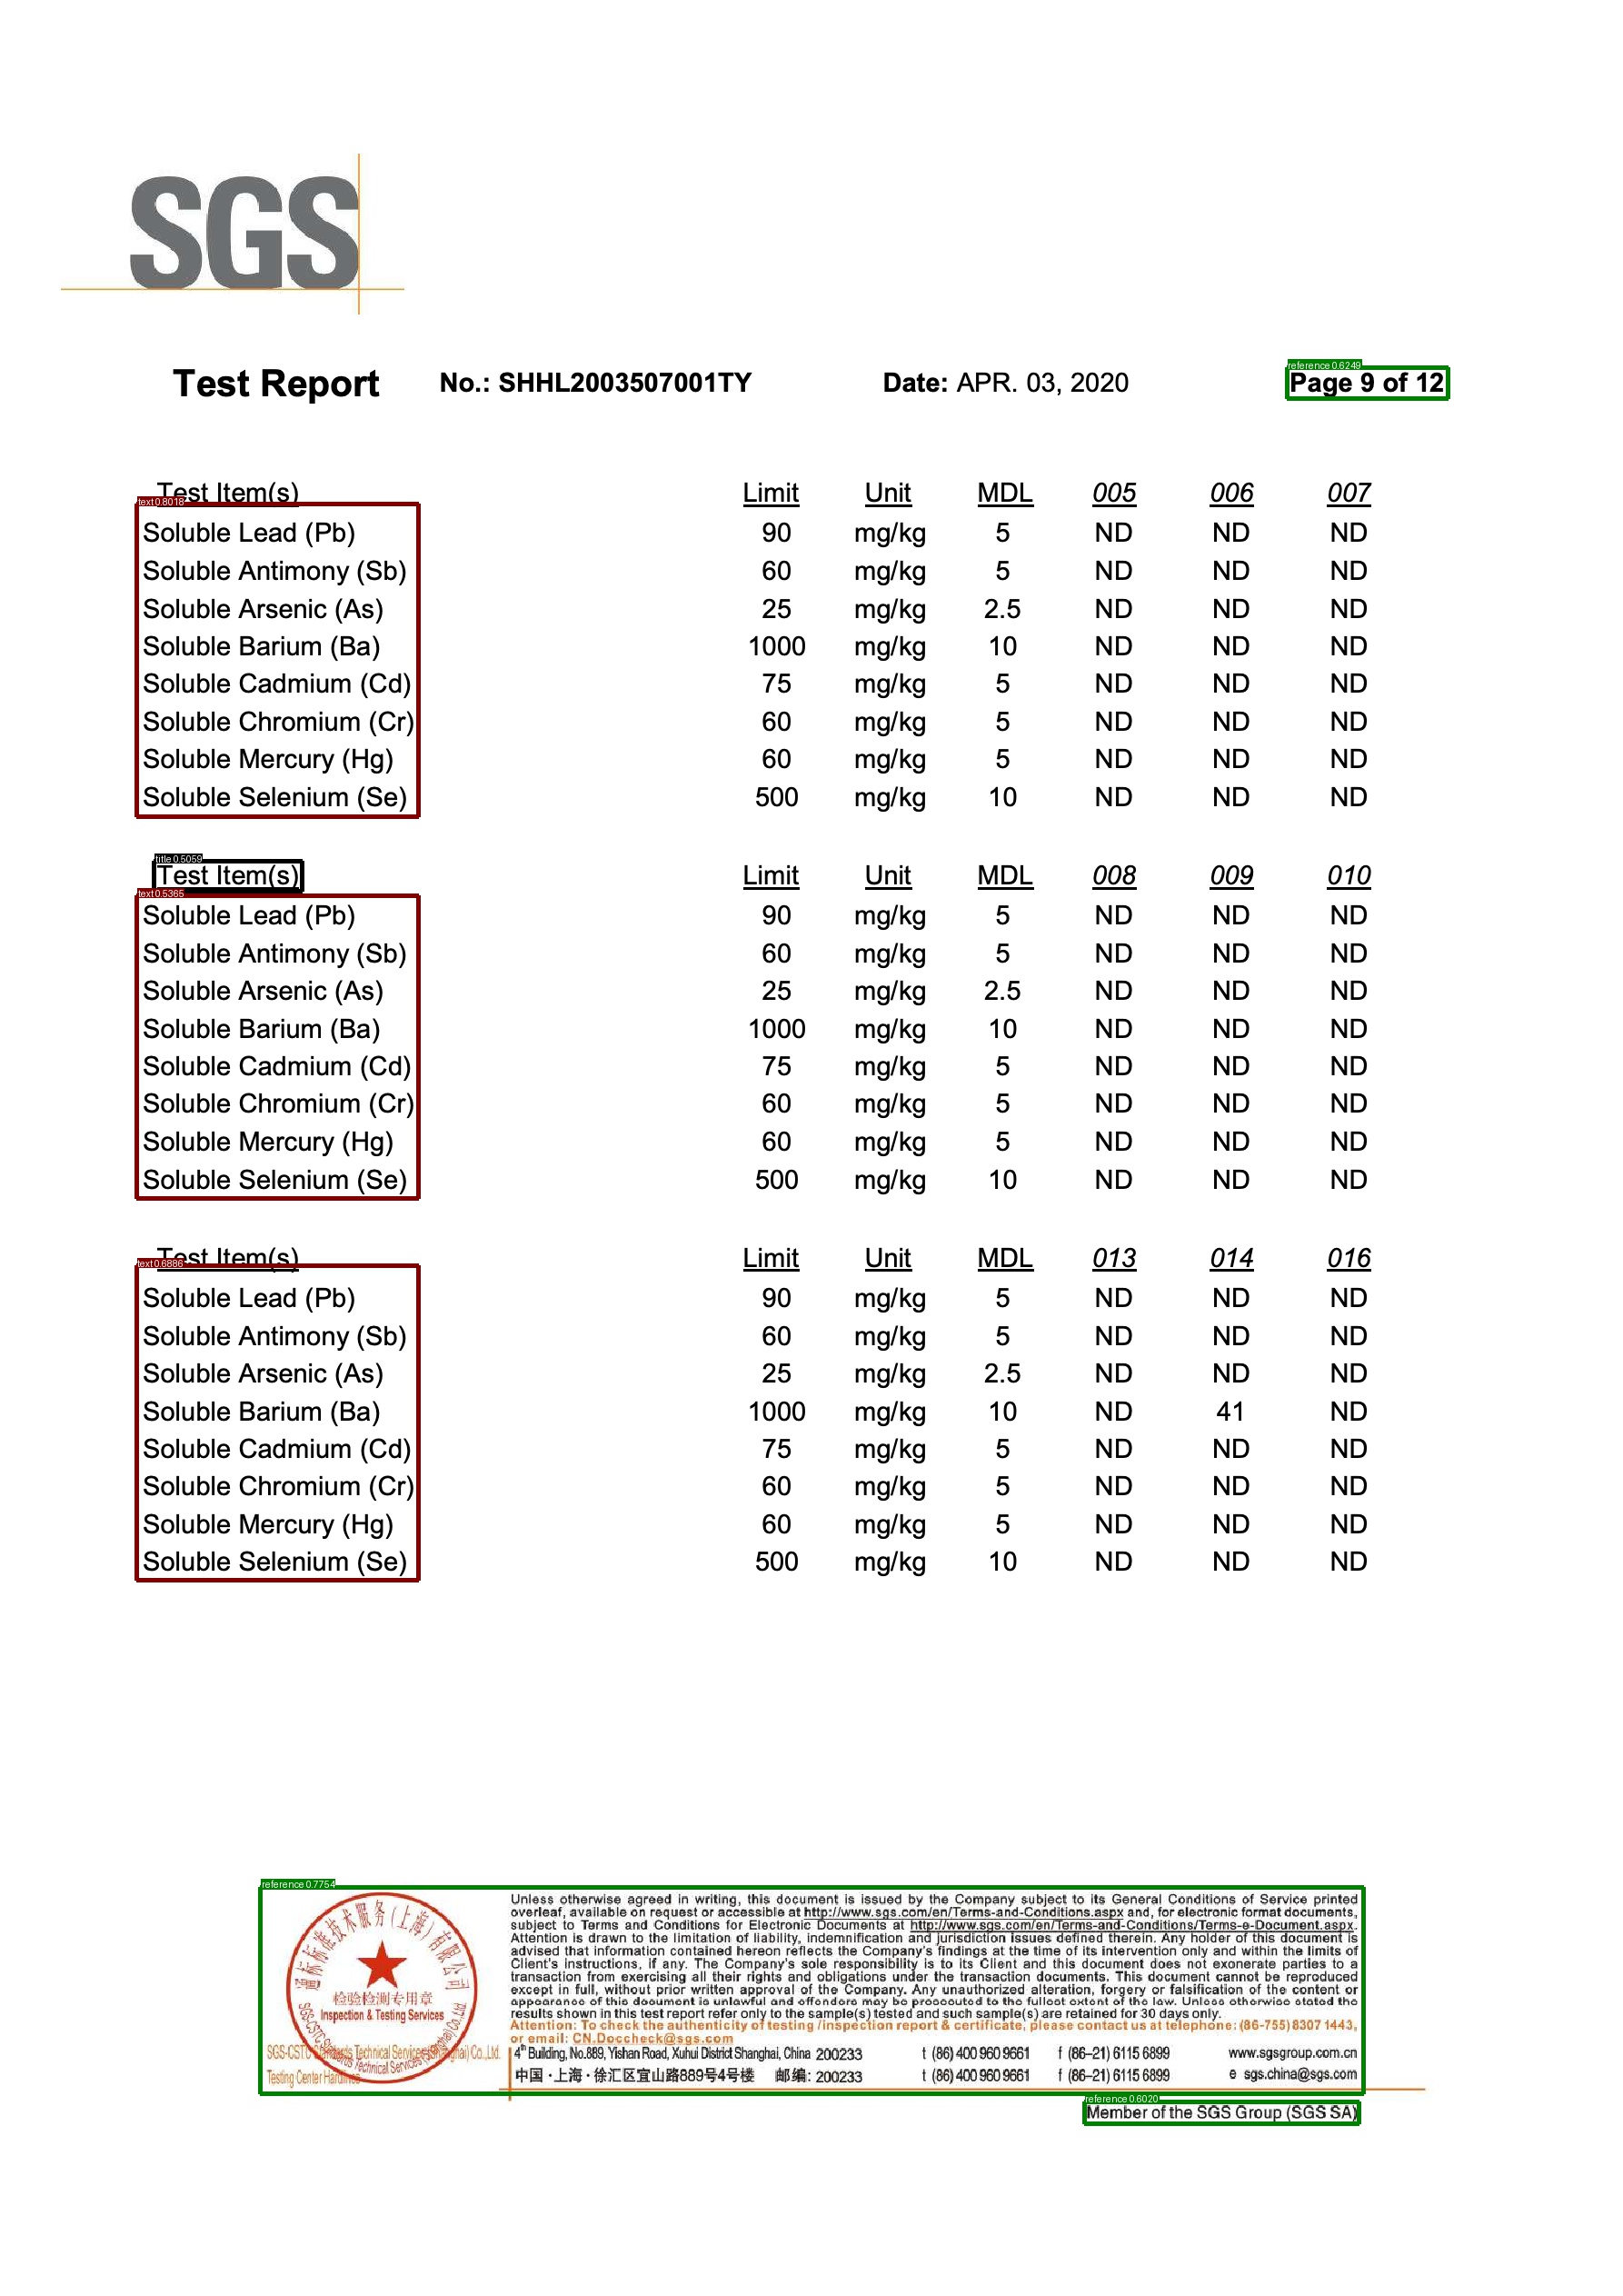 SGS
Test Report No.: SHHL2003507001TY Date: APR. 03, 2020 Page 9 of 12
reference 0.6249
Test Item(s) Limit Unit MDL 005 006 007
text 0.8018
Soluble Lead (Pb) 90 mg/kg 5 ND ND ND
Soluble Antimony (Sb) 60 mg/kg 5 ND ND ND
Soluble Arsenic (As) 25 mg/kg 2.5 ND ND ND
Soluble Barium (Ba) 1000 mg/kg 10 ND ND ND
Soluble Cadmium (Cd) 75 mg/kg 5 ND ND ND
Soluble Chromium (Cr) 60 mg/kg 5 ND ND ND
Soluble Mercury (Hg) 60 mg/kg 5 ND ND ND
Soluble Selenium (Se) 500 mg/kg 10 ND ND ND
title 0.5059
Test Item(s) Limit Unit MDL 008 009 010
text 0.5365
Soluble Lead (Pb) 90 mg/kg 5 ND ND ND
Soluble Antimony (Sb) 60 mg/kg 5 ND ND ND
Soluble Arsenic (As) 25 mg/kg 2.5 ND ND ND
Soluble Barium (Ba) 1000 mg/kg 10 ND ND ND
Soluble Cadmium (Cd) 75 mg/kg 5 ND ND ND
Soluble Chromium (Cr) 60 mg/kg 5 ND ND ND
Soluble Mercury (Hg) 60 mg/kg 5 ND ND ND
Soluble Selenium (Se) 500 mg/kg 10 ND ND ND
Test Item(s) Limit Unit MDL 013 014 016
text 0.6886
Soluble Lead (Pb) 90 mg/kg 5 ND ND ND
Soluble Antimony (Sb) 60 mg/kg 5 ND ND ND
Soluble Arsenic (As) 25 mg/kg 2.5 ND ND ND
Soluble Barium (Ba) 1000 mg/kg 10 ND 41 ND
Soluble Cadmium (Cd) 75 mg/kg 5 ND ND ND
Soluble Chromium (Cr) 60 mg/kg 5 ND ND ND
Soluble Mercury (Hg) 60 mg/kg 5 ND ND ND
Soluble Selenium (Se) 500 mg/kg 10 ND ND ND
reference 0.7754
通标标准技术服务(上海)有限公司
检验检测专用章
Inspection & Testing Services
SGS-CSTC Standards Technical Services (Shanghai) Co., Ltd.
Unless otherwise agreed in writing, this document is issued by the Company subject to its General Conditions of Service printed
overleaf, available on request or accessible at http://www.sgs.com/en/Terms-and-Conditions.aspx and, for electronic format documents,
subject to Terms and Conditions for Electronic Documents at http://www.sgs.com/en/Terms-and-Conditions/Terms-e-Document.aspx.
Attention is drawn to the limitation of liability, indemnification and jurisdiction issues defined therein. Any holder of this document is
advised that information contained hereon reflects the Company's findings at the time of its intervention only and within the limits of
Client's instructions, if any. The Company's sole responsibility is to its Client and this document does not exonerate parties to a
transaction from exercising all their rights and obligations under the transaction documents. This document cannot be reproduced
except in full, without prior written approval of the Company. Any unauthorized alteration, forgery or falsification of the content or
appearance of this document is unlawful and offenders may be prosecuted to the fullest extent of the law. Unless otherwise stated the
results shown in this test report refer only to the sample(s) tested and such sample(s) are retained for 30 days only.
Attention: To check the authenticity of testing /inspection report & certificate, please contact us at telephone: (86-755) 8307 1443,
or email: CN.Doccheck@sgs.com
SGS-CSTC Standards Technical Services (Shanghai) Co., Ltd.
Testing Center Hardlines
4th Building, No.889, Yishan Road, Xuhui District Shanghai, China 200233 t (86) 400 960 9661 f (86–21) 6115 6899 www.sgsgroup.com.cn
中国·上海·徐汇区宜山路889号4号楼 邮编: 200233 t (86) 400 960 9661 f (86–21) 6115 6899 e sgs.china@sgs.com
reference 0.6020
Member of the SGS Group (SGS SA)